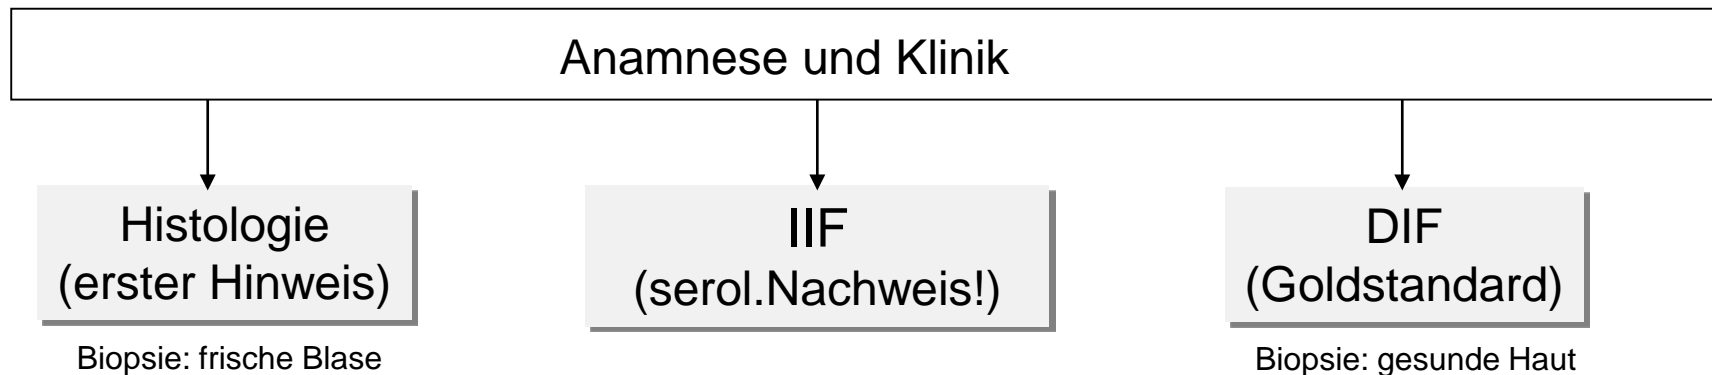 Anamnese und Klinik
Histologie
(erster Hinweis)
IIF
(serol.Nachweis!)
DIF
(Goldstandard)
Biopsie: frische Blase
Biopsie: gesunde Haut